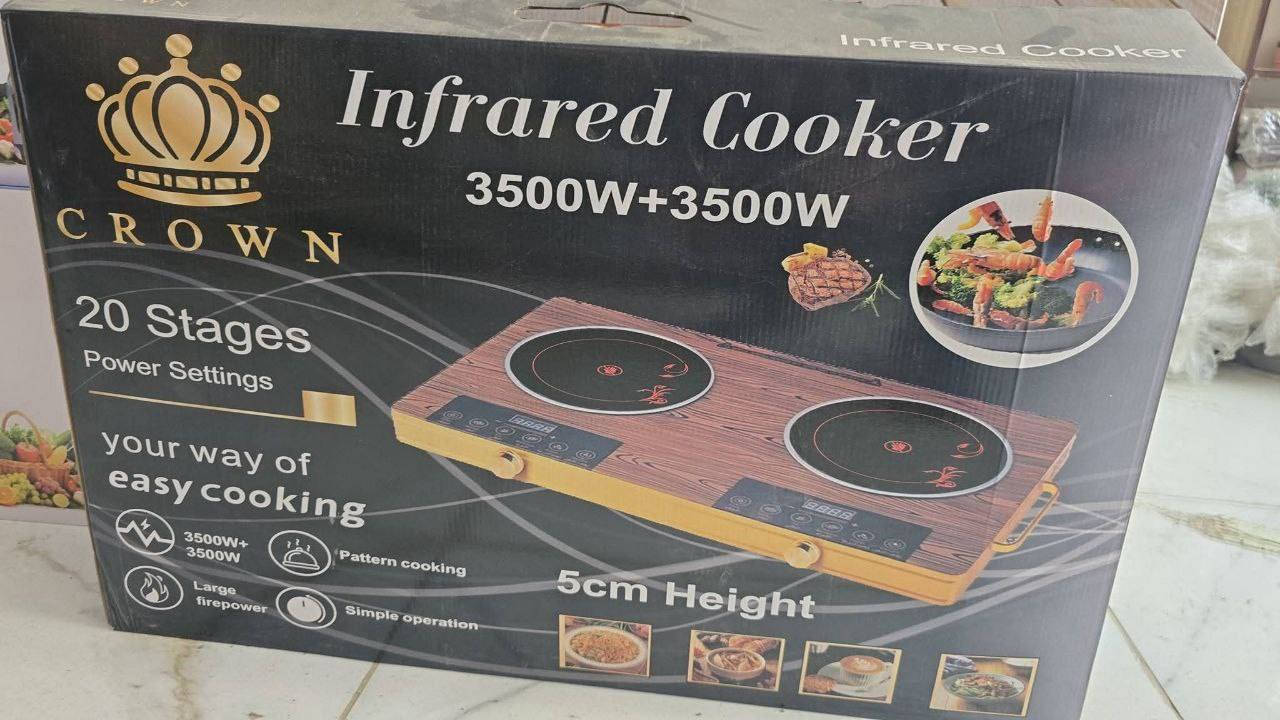 Infrared Cooker
CROWN
Infrared Cooker
3500W+3500W
20 Stages
Power Settings
your way of
easy cooking
3500W+
3500W
Pattern cooking
Large
firepower
Simple operation
5cm Height